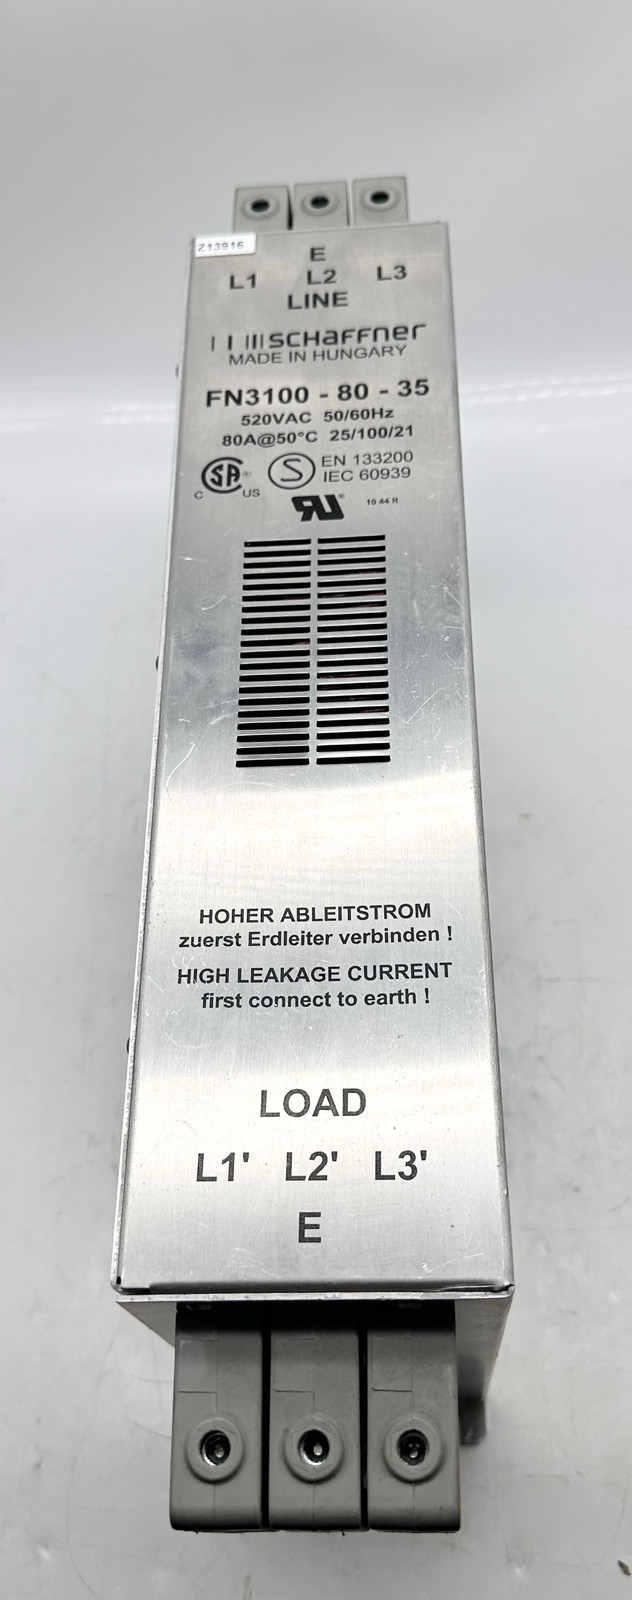 Z13916
E
L1 L2 L3
LINE
SCHaFFner
MADE IN HUNGARY
FN3100 - 80 - 35
520VAC 50/60Hz
80A@50°C 25/100/21
C SA ® US S EN 133200
IEC 60939
RU ® 10 44 R
HOHER ABLEITSTROM
zuerst Erdleiter verbinden !
HIGH LEAKAGE CURRENT
first connect to earth !
LOAD
L1' L2' L3'
E